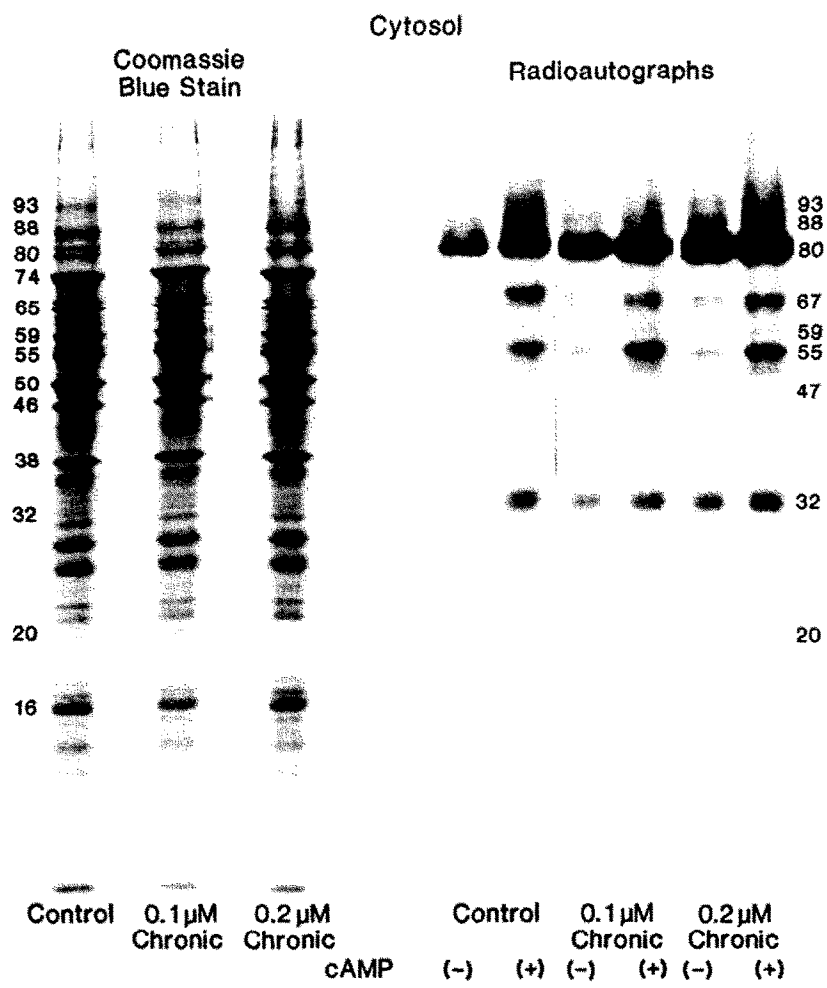 Cytosol
Coomassie
Blue Stain
Radioautographs
93
88
80
74
65
59
55
50
46
38
32
20
16
93
88
80
67
59
55
47
32
20
Control
0.1 µM
Chronic
0.2 µM
Chronic
Control
0.1 µM
Chronic
0.2 µM
Chronic
cAMP (-) (+) (-) (+) (-) (+)